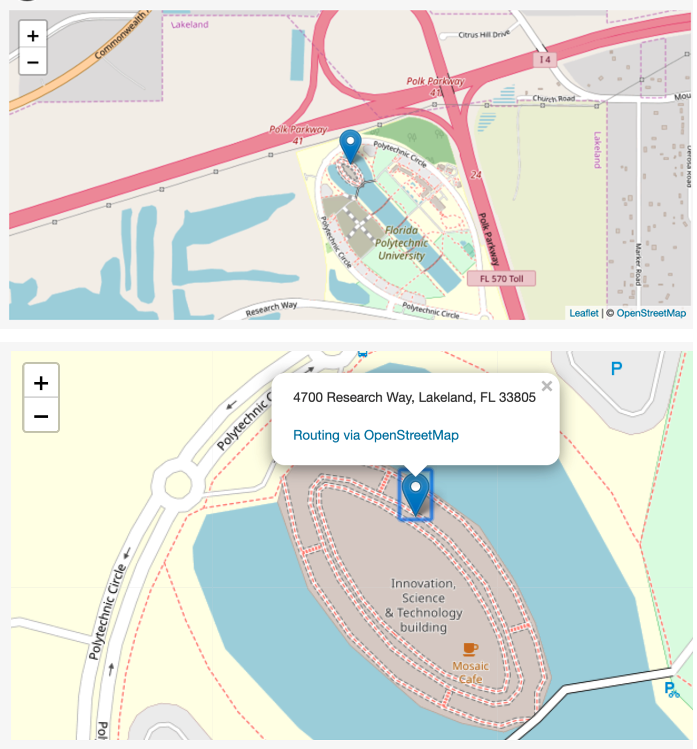 +
−
Lakeland
Citrus Hill Drive
I 4
Polk Parkway
41
Church Road
Polk Parkway
41
Polytechnic Circle
Lakeland
24
Florida
Polytechnic
University
Polytechnic Circle
Polk Parkway
Marker Road
FL 570 Toll
Research Way
Polytechnic Circle
Leaflet | © OpenStreetMap
+
−
P
4700 Research Way, Lakeland, FL 33805
×
Routing via OpenStreetMap
Innovation,
Science
& Technology
building
Polytechnic Circle
Mosaic
Cafe
P